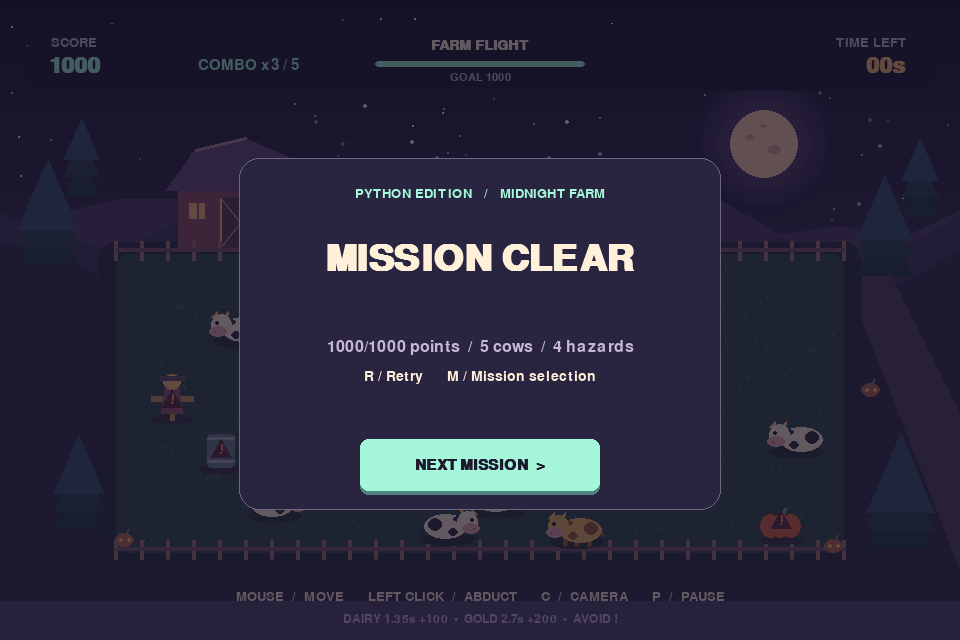 SCORE
1000
COMBO x3 / 5
FARM FLIGHT
GOAL 1000
TIME LEFT
00s
PYTHON EDITION / MIDNIGHT FARM
MISSION CLEAR
1000/1000 points / 5 cows / 4 hazards
R / Retry M / Mission selection
NEXT MISSION >
MOUSE / MOVE LEFT CLICK / ABDUCT C / CAMERA P / PAUSE
DAIRY 1.35s +100 • GOLD 2.7s +200 • AVOID !